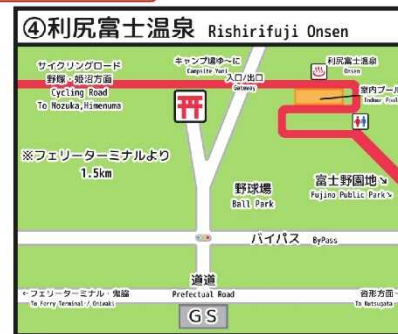 ④利尻富士温泉 Rishirifuji Onsen
サイクリングロード
野塚・姫沼方面
Cycling Road
To Nozuka,Himenuma
キャンプ場ゆ〜に
Campsite Yuni
入口/出口
Gateway
利尻富士温泉
Onsen
室内プール
Indoor Pool
※フェリーターミナルより
1.5km
野球場
Ball Park
富士野園地↘
Fujino Public Park↘
バイパス ByPass
道道
Prefectual Road
←フェリーターミナル・鬼脇
To Ferry Terminal / Oniwaki
沓形方面→
To Kutsugata
GS